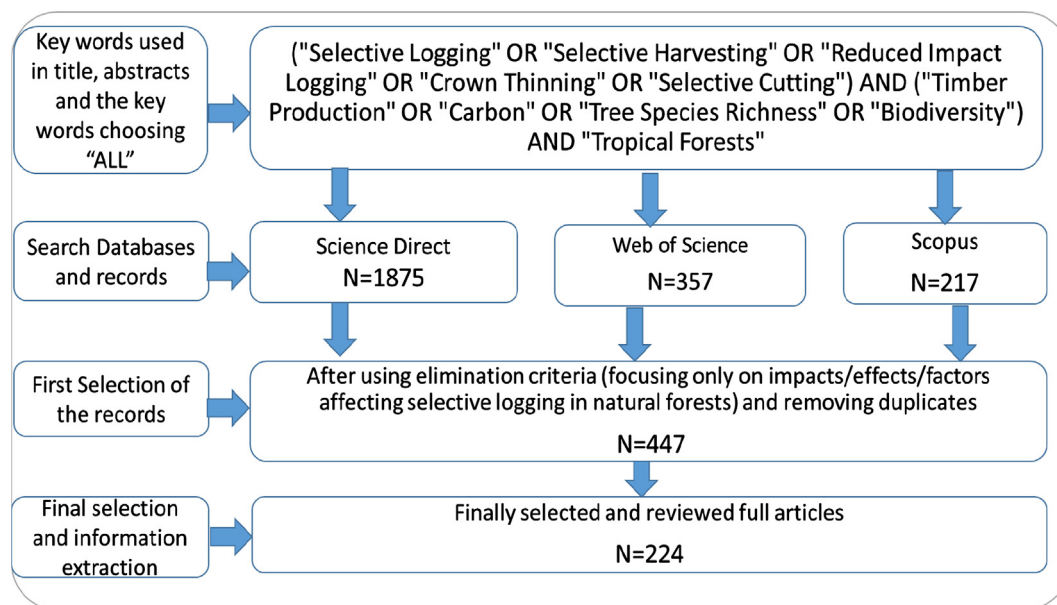 Key words used
in title, abstracts
and the key
words choosing
“ALL”
("Selective Logging" OR "Selective Harvesting" OR "Reduced Impact
Logging" OR "Crown Thinning" OR "Selective Cutting") AND ("Timber
Production" OR "Carbon" OR "Tree Species Richness" OR "Biodiversity")
AND "Tropical Forests"
Search Databases
and records
Science Direct
N=1875
Web of Science
N=357
Scopus
N=217
First Selection of
the records
After using elimination criteria (focusing only on impacts/effects/factors
affecting selective logging in natural forests) and removing duplicates
N=447
Final selection
and information
extraction
Finally selected and reviewed full articles
N=224